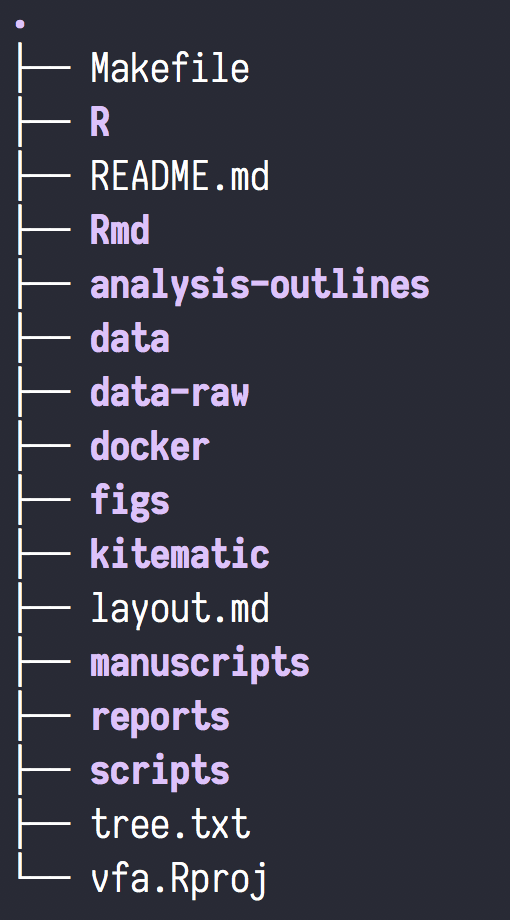 .
├── Makefile
├── R
├── README.md
├── Rmd
├── analysis-outlines
├── data
├── data-raw
├── docker
├── figs
├── kitematic
├── layout.md
├── manuscripts
├── reports
├── scripts
├── tree.txt
└── vfa.Rproj